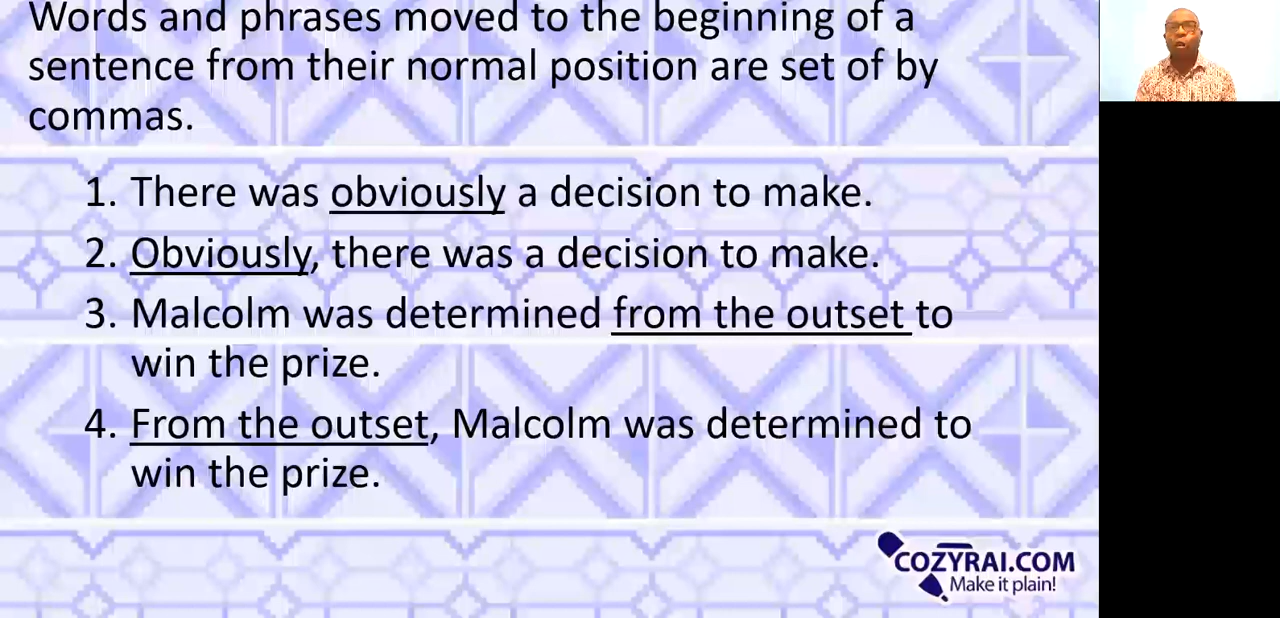 Words and phrases moved to the beginning of a
sentence from their normal position are set of by
commas.
1. There was obviously a decision to make.
2. Obviously, there was a decision to make.
3. Malcolm was determined from the outset to
win the prize.
4. From the outset, Malcolm was determined to
win the prize.
COZYRAI.COM
Make it plain!